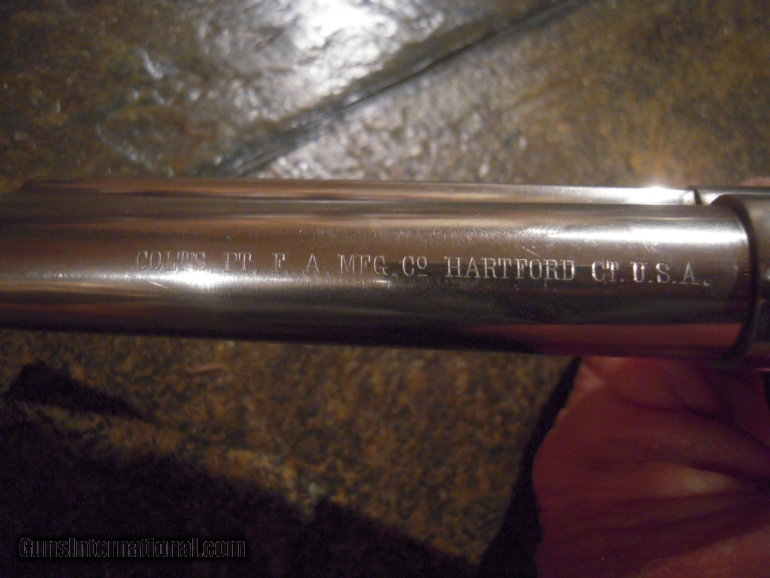 COLT'S PT. F. A. MFG. Cº HARTFORD CT. U.S.A.
GunsInternational.com